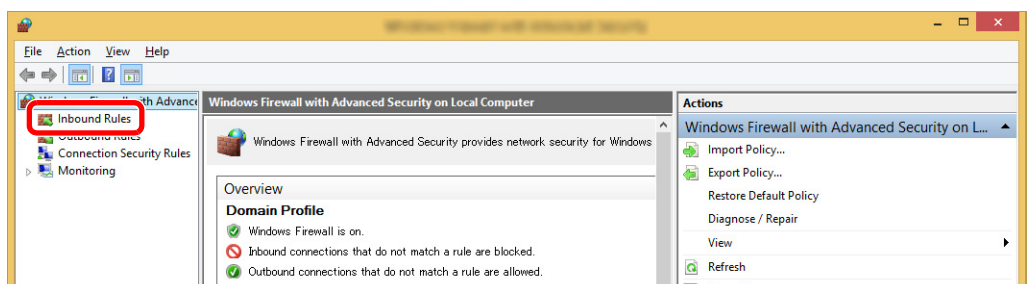 File Action View Help
Windows Firewall with Advanced Security on Local Computer
Inbound Rules
Outbound Rules
Connection Security Rules
Monitoring
Windows Firewall with Advanced Security provides network security for Windows
Overview
Domain Profile
Windows Firewall is on.
Inbound connections that do not match a rule are blocked.
Outbound connections that do not match a rule are allowed.
Actions
Windows Firewall with Advanced Security on L...
Import Policy...
Export Policy...
Restore Default Policy
Diagnose / Repair
View
Refresh